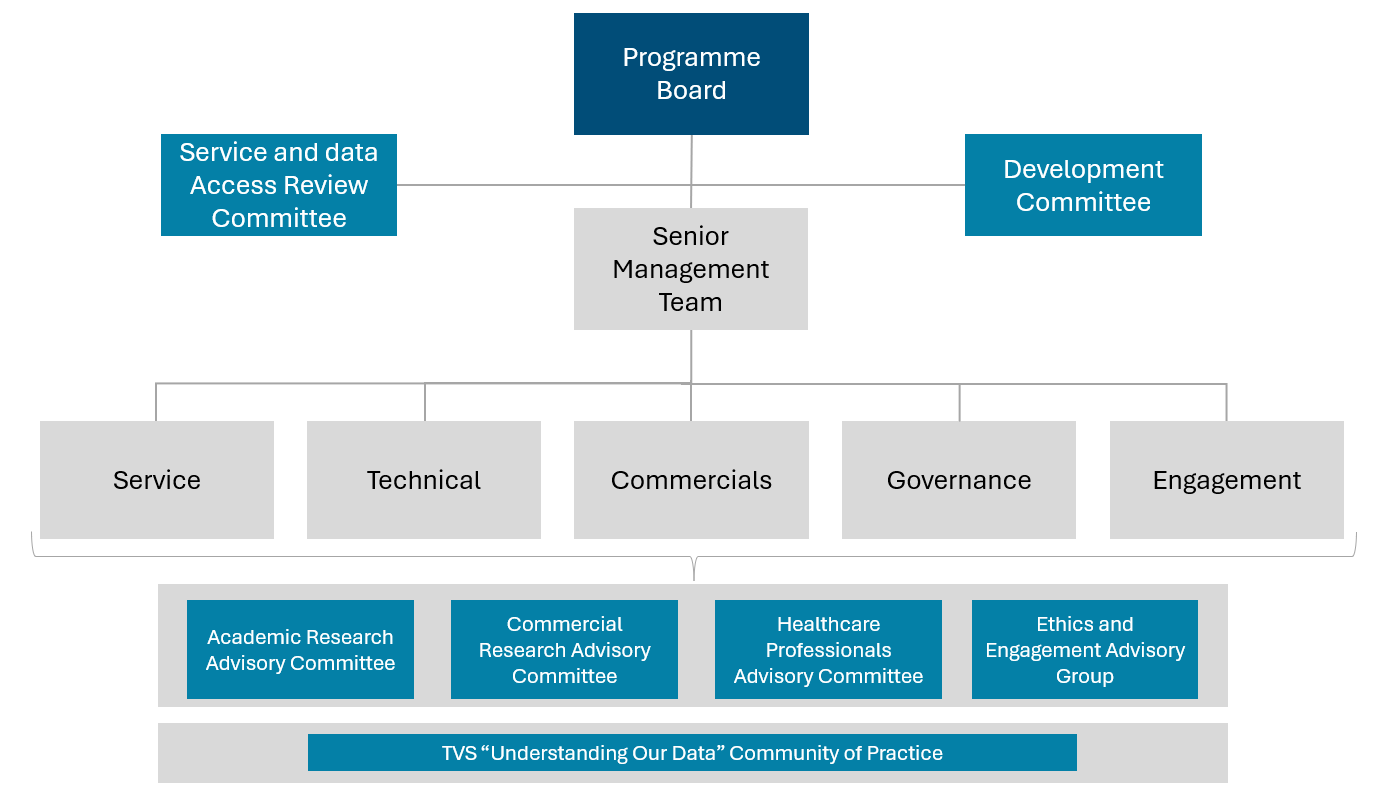 Programme
Board
Service and data
Access Review
Committee
Development
Committee
Senior
Management
Team
Service
Technical
Commercials
Governance
Engagement
Academic Research
Advisory Committee
Commercial
Research Advisory
Committee
Healthcare
Professionals
Advisory Committee
Ethics and
Engagement Advisory
Group
TVS “Understanding Our Data” Community of Practice